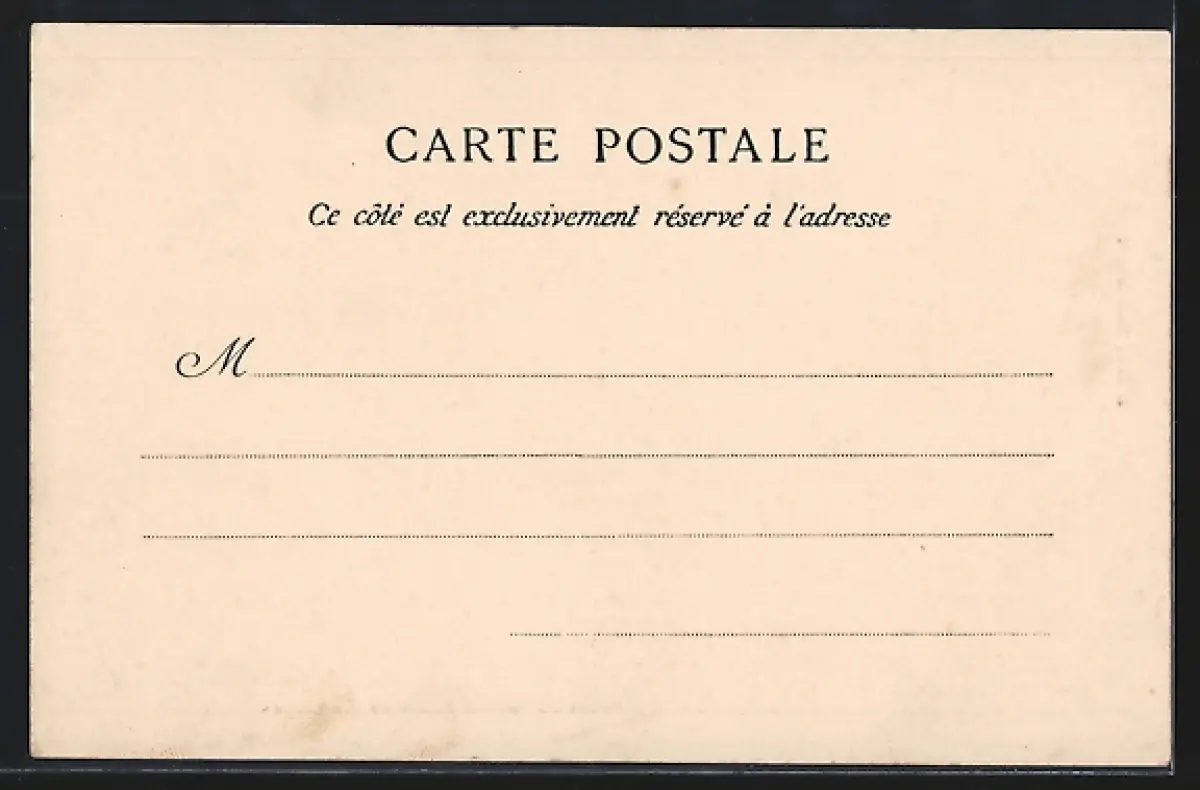 CARTE POSTALE
Ce côté est exclusivement réservé à l'adresse
M